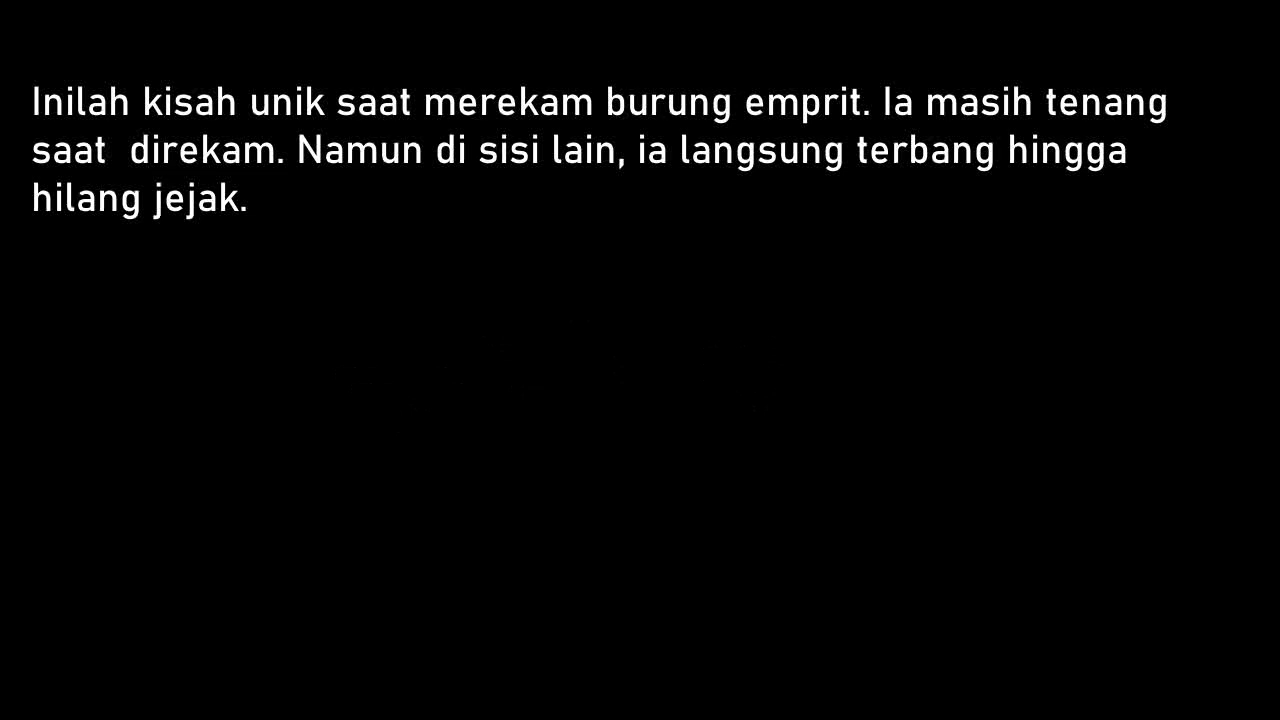 Inilah kisah unik saat merekam burung emprit. Ia masih tenang
saat  direkam. Namun di sisi lain, ia langsung terbang hingga
hilang jejak.